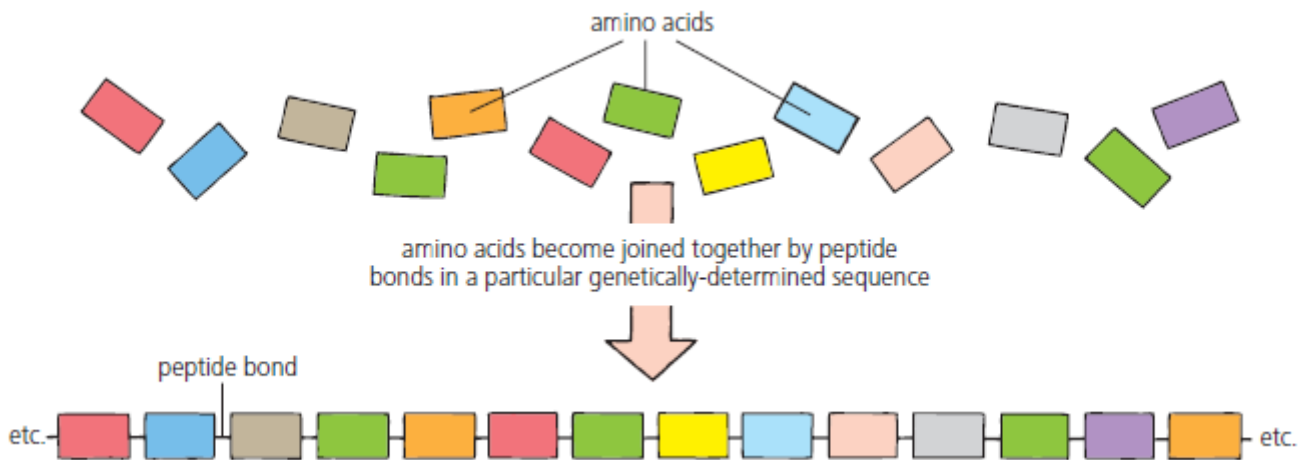 amino acids
amino acids become joined together by peptide
bonds in a particular genetically-determined sequence
peptide bond
etc.
etc.